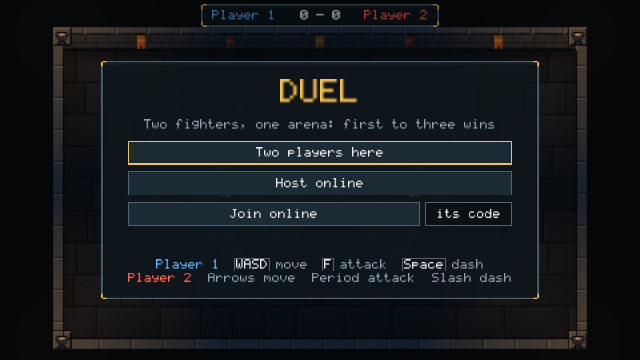 Player 1 0 — 0 Player 2
DUEL
Two fighters, one arena: first to three wins
Two players here
Host online
Join online its code
Player 1 WASD move F attack Space dash
Player 2 Arrows move Period attack Slash dash